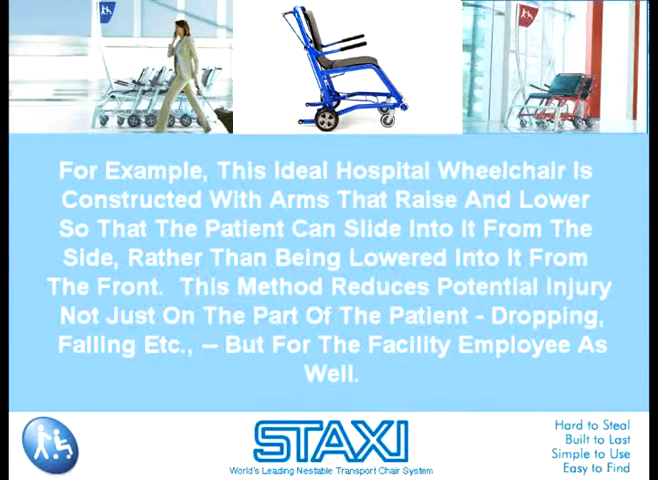 For Example, This Ideal Hospital Wheelchair Is
Constructed With Arms That Raise And Lower
So That The Patient Can Slide Into It From The
Side, Rather Than Being Lowered Into It From
The Front.  This Method Reduces Potential Injury
Not Just On The Part Of The Patient - Dropping,
Falling Etc., -- But For The Facility Employee As
Well.
STAXI
World's Leading Nestable Transport Chair System
Hard to Steal
Built to Last
Simple to Use
Easy to Find